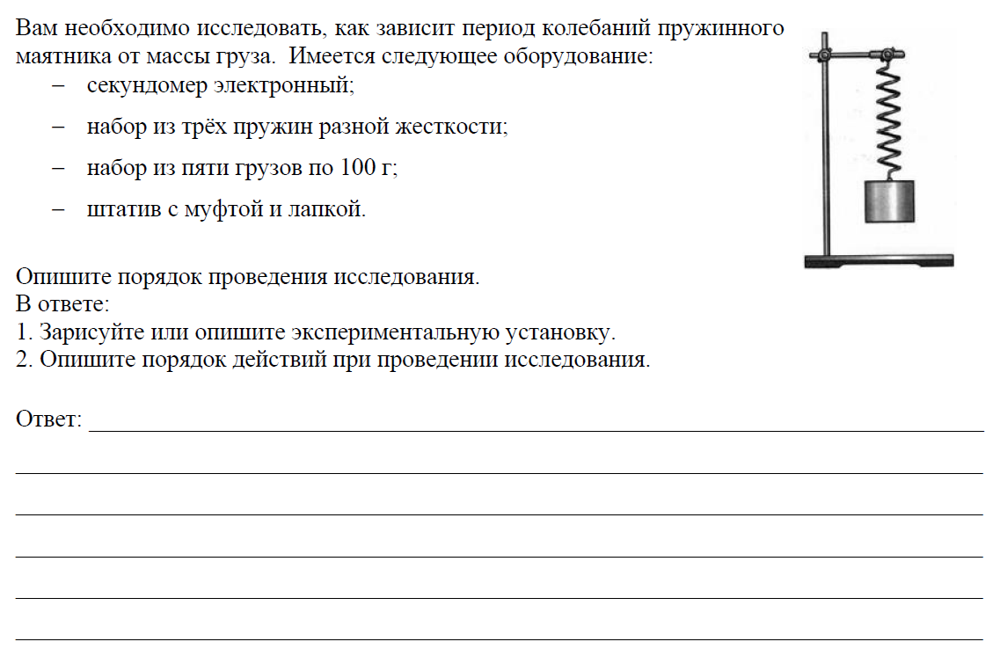 Вам необходимо исследовать, как зависит период колебаний пружинного
маятника от массы груза. Имеется следующее оборудование:
– секундомер электронный;
– набор из трёх пружин разной жесткости;
– набор из пяти грузов по 100 г;
– штатив с муфтой и лапкой.
Опишите порядок проведения исследования.
В ответе:
1. Зарисуйте или опишите экспериментальную установку.
2. Опишите порядок действий при проведении исследования.
Ответ: